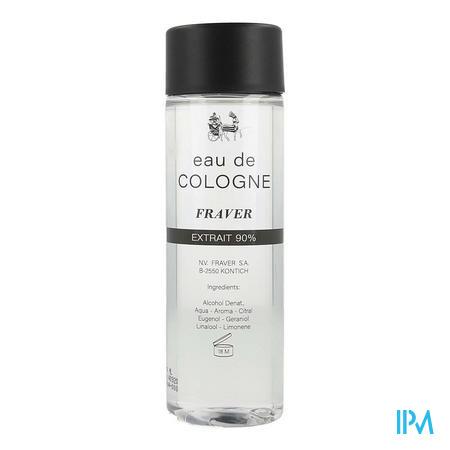 eau de
COLOGNE
FRAVER
EXTRAIT 90%
N.V. FRAVER S.A.
B-2550 KONTICH
Ingredients:
Alcohol Denat,
Aqua - Aroma - Citral
Eugenol - Geraniol
Linalool - Limonene
18 M
IPM